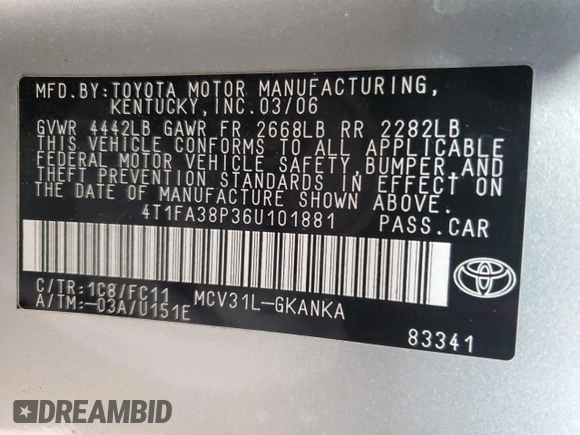 MFD.BY:TOYOTA MOTOR MANUFACTURING,
KENTUCKY,INC.03/06
GVWR 4442LB GAWR FR 2668LB RR 2282LB
THIS VEHICLE CONFORMS TO ALL APPLICABLE
FEDERAL MOTOR VEHICLE SAFETY,BUMPER,AND
THEFT PREVENTION STANDARDS IN EFFECT ON
THE DATE OF MANUFACTURE SHOWN ABOVE.
4T1FA38P36U101881 PASS.CAR
C/TR:1C8/FC11 MCV31L-GKANKA
A/TM:-03A/U151E
83341
TOYOTA
DREAMBID